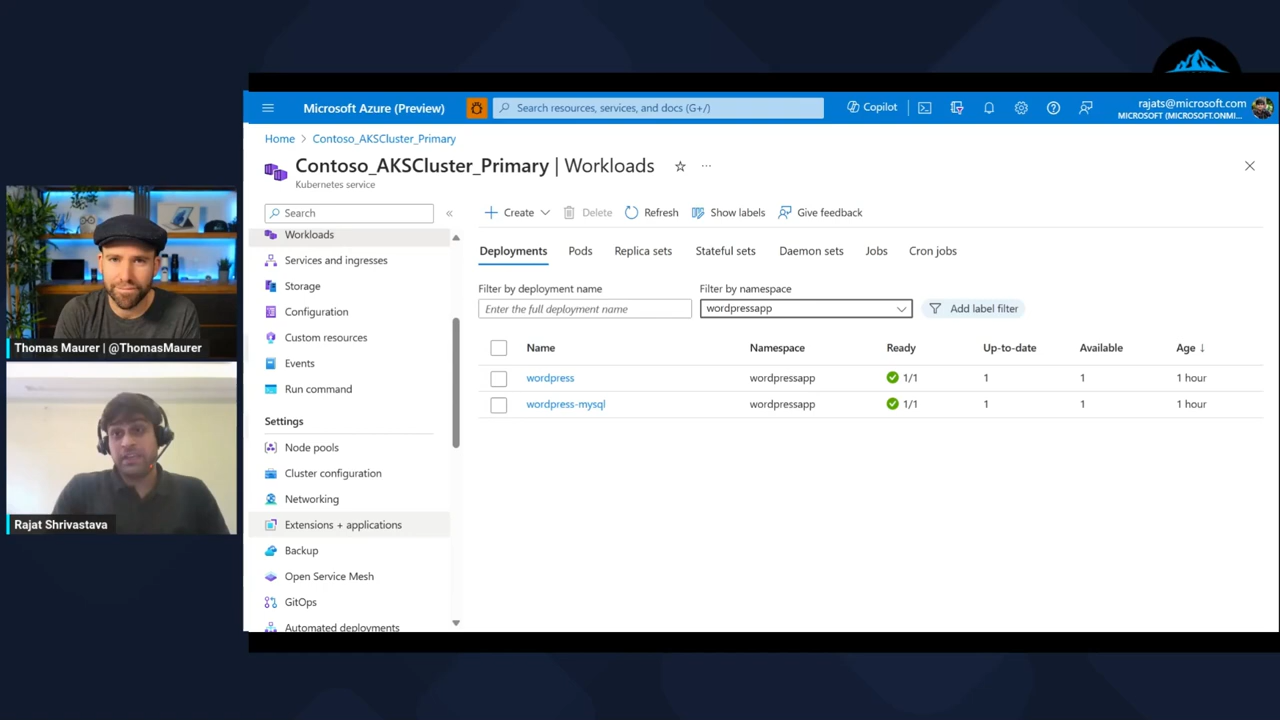 Microsoft Azure (Preview)
Search resources, services, and docs (G+/)
Copilot
rajats@microsoft.com
MICROSOFT (MICROSOFT.ONMI...
Home > Contoso_AKSCluster_Primary
Contoso_AKSCluster_Primary | Workloads
Kubernetes service
Search
Workloads
Services and ingresses
Storage
Configuration
Custom resources
Events
Run command
Settings
Node pools
Cluster configuration
Networking
Extensions + applications
Backup
Open Service Mesh
GitOps
Automated deployments
Create
Delete
Refresh
Show labels
Give feedback
Deployments
Pods
Replica sets
Stateful sets
Daemon sets
Jobs
Cron jobs
Filter by deployment name
Enter the full deployment name
Filter by namespace
wordpressapp
Add label filter
Name Namespace Ready Up-to-date Available Age ↓
wordpress wordpressapp 1/1 1 1 1 hour
wordpress-mysql wordpressapp 1/1 1 1 1 hour
Thomas Maurer | @ThomasMaurer
Rajat Shrivastava